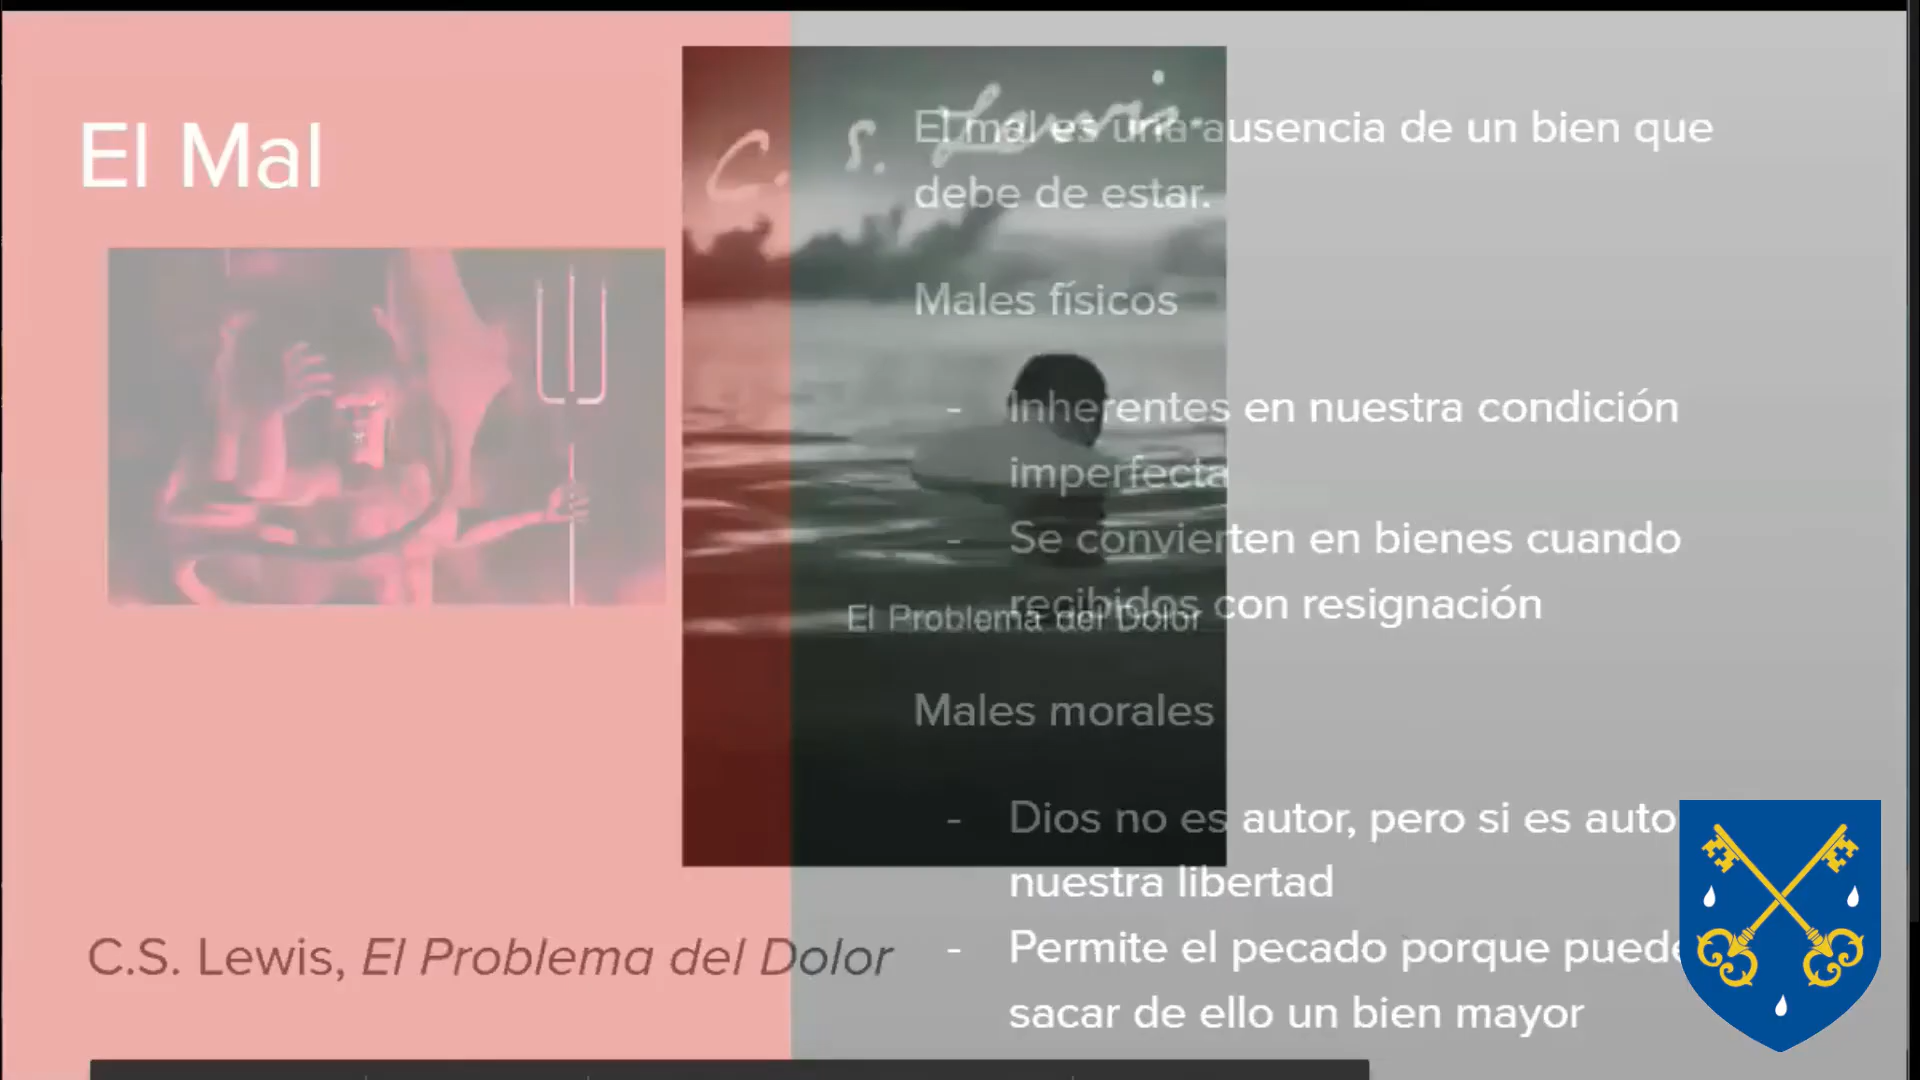 El Mal
C.S. Lewis, El Problema del Dolor
C. S. Lewis.
El Problema del Dolor
El mal es una ausencia de un bien que
debe de estar.
Males físicos
- Inherentes en nuestra condición
imperfecta
- Se convierten en bienes cuando
recibidos con resignación
Males morales
- Dios no es autor, pero si es auto
nuestra libertad
- Permite el pecado porque puede
sacar de ello un bien mayor